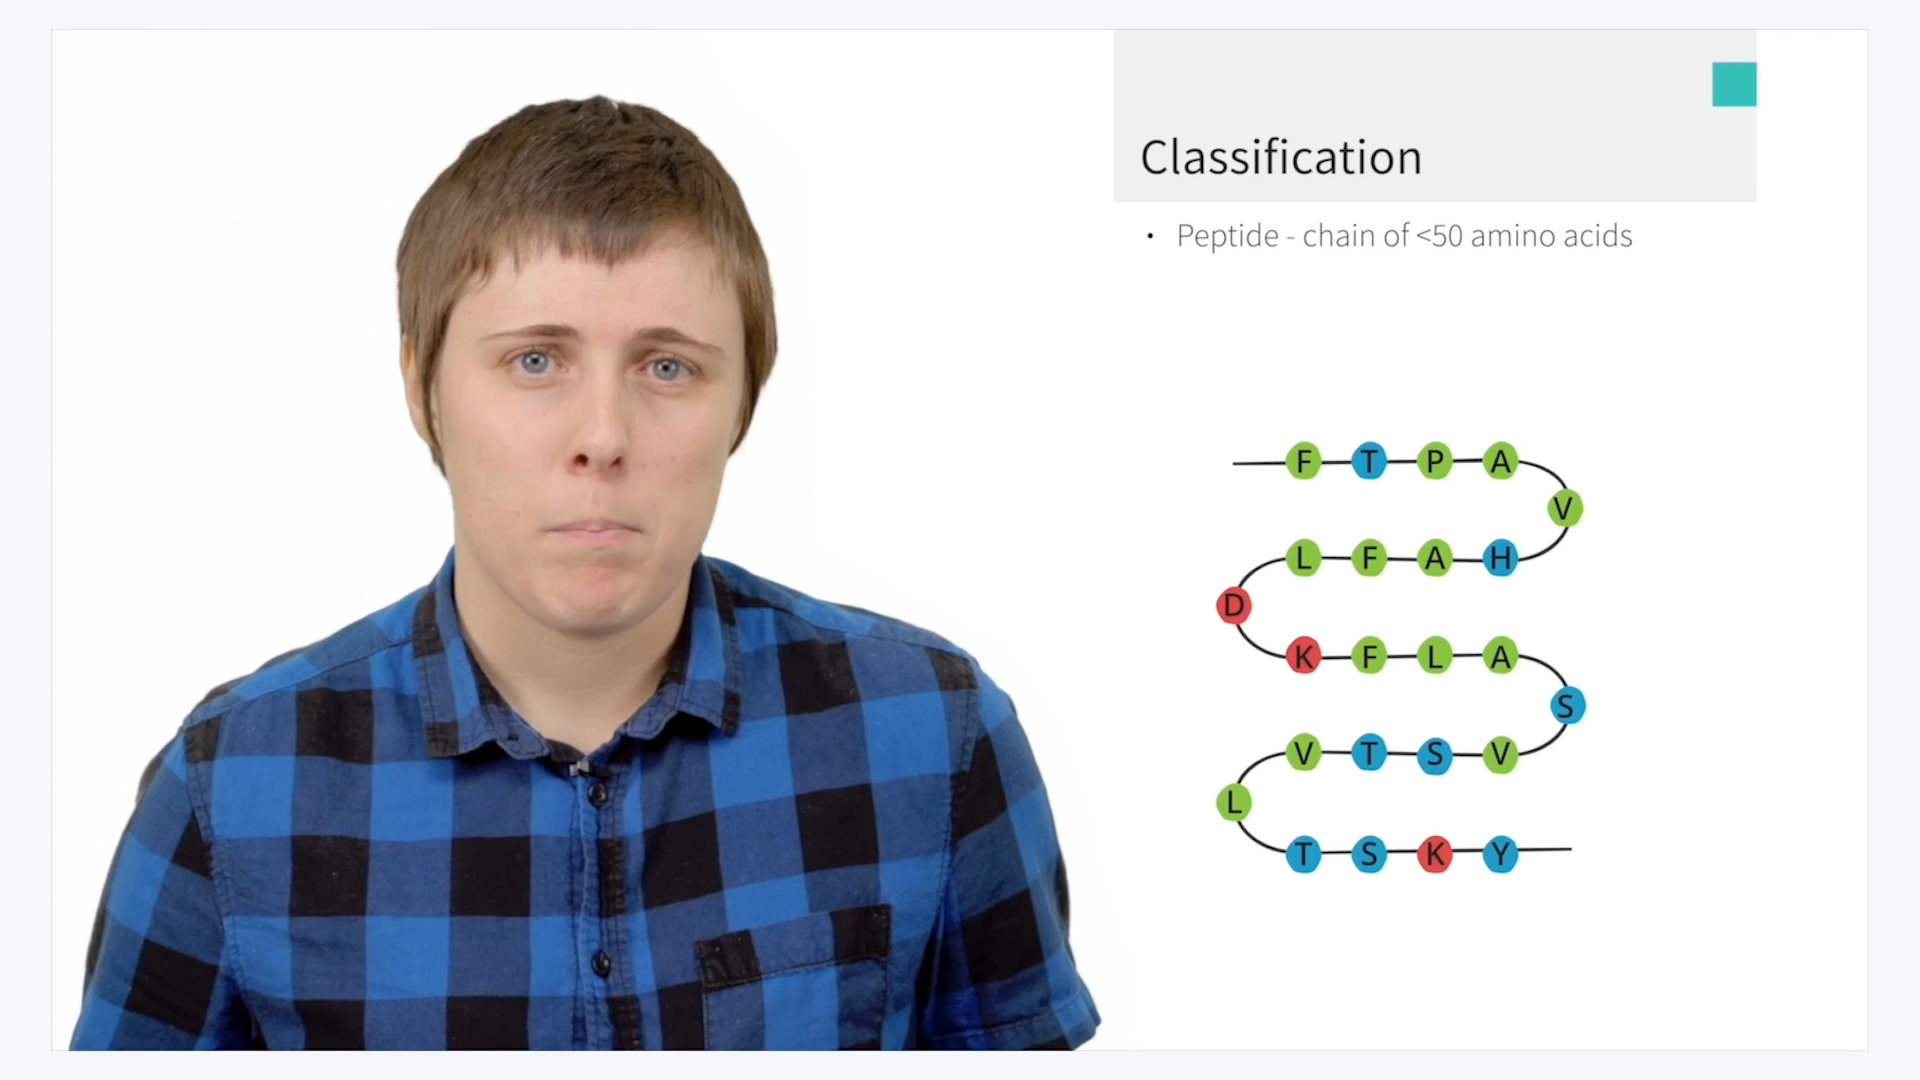 Classification
• Peptide - chain of <50 amino acids
F T P A
V
L F A H
D
K F L A
S
V T S V
L
T S K Y